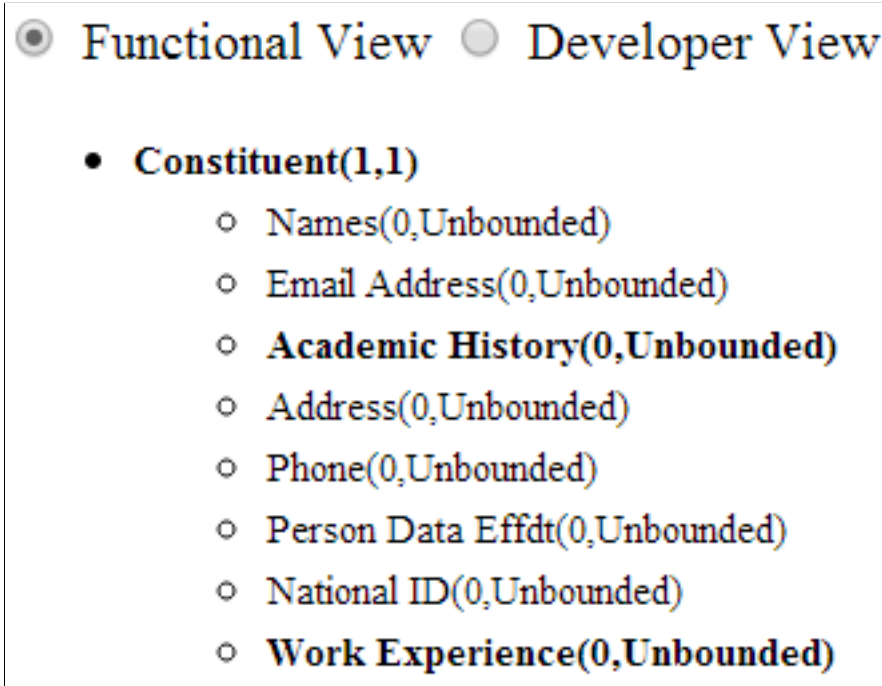 Functional View Developer View
Constituent(1,1)
Names(0,Unbounded)
Email Address(0,Unbounded)
Academic History(0,Unbounded)
Address(0,Unbounded)
Phone(0,Unbounded)
Person Data Effdt(0,Unbounded)
National ID(0,Unbounded)
Work Experience(0,Unbounded)